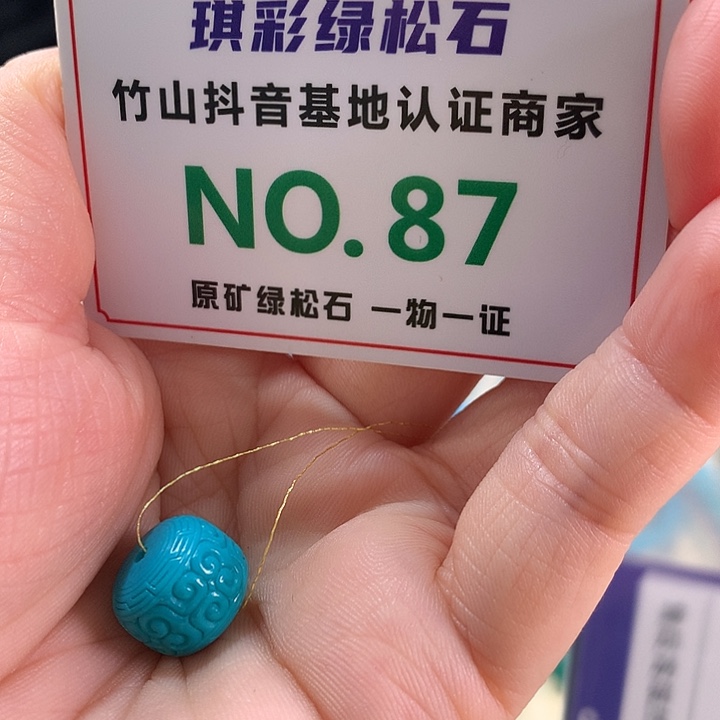 琪彩绿松石
竹山抖音基地认证商家
NO.87
原矿绿松石 一物一证